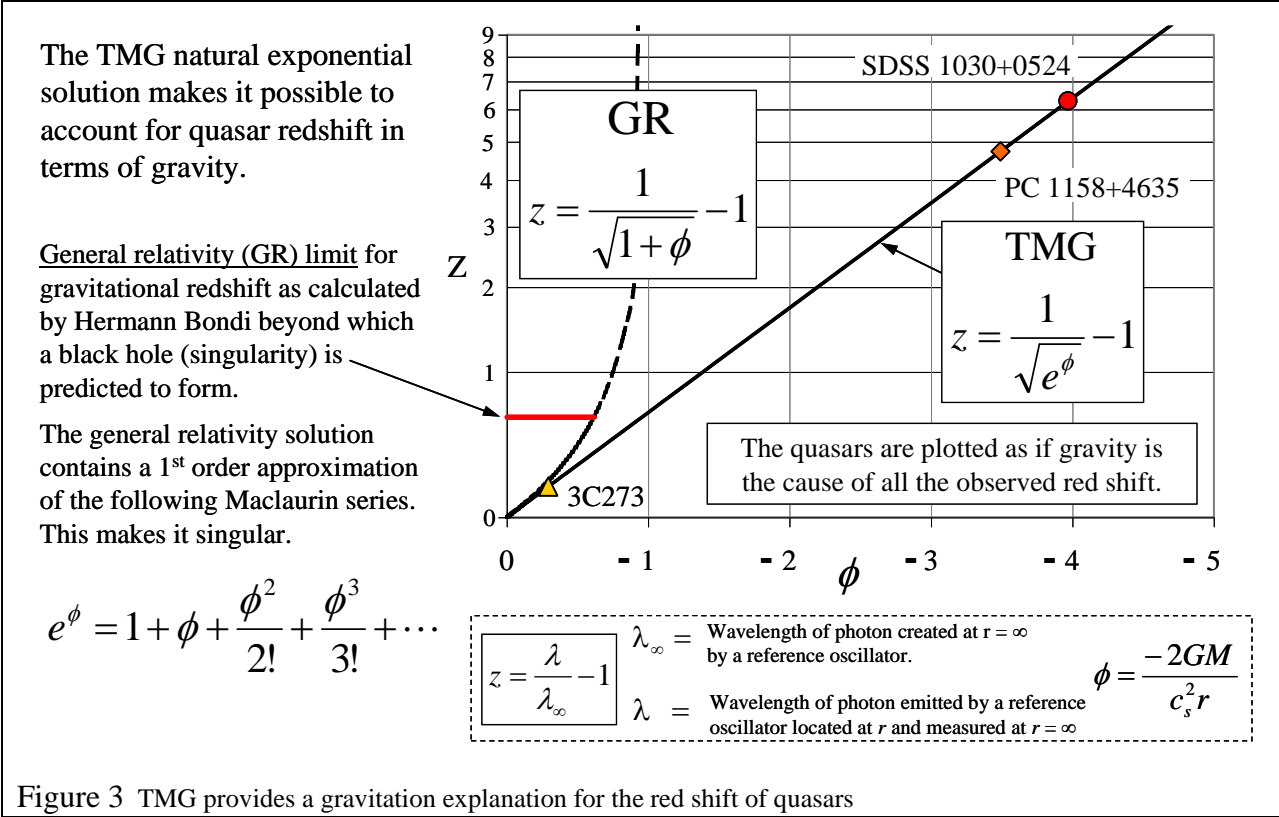 The TMG natural exponential
solution makes it possible to
account for quasar redshift in
terms of gravity.
General relativity (GR) limit for
gravitational redshift as calculated
by Hermann Bondi beyond which
a black hole (singularity) is
predicted to form.
The general relativity solution
contains a 1st order approximation
of the following Maclaurin series.
This makes it singular.
e^ϕ = 1 + ϕ + ϕ²/2! + ϕ³/3! + ⋯
9
8
7
6
5
4
3
2
1
0
Z
SDSS 1030+0524
GR
z = 1/√(1 + ϕ) − 1
PC 1158+4635
TMG
z = 1/√(e^ϕ) − 1
The quasars are plotted as if gravity is
the cause of all the observed red shift.
3C273
0 - 1 - 2 - 3 - 4 - 5
ϕ
z = λ/λ∞ − 1
λ∞ = Wavelength of photon created at r = ∞
by a reference oscillator.
λ = Wavelength of photon emitted by a reference
oscillator located at r and measured at r = ∞
ϕ = −2GM/(c_s² r)
Figure 3 TMG provides a gravitation explanation for the red shift of quasars